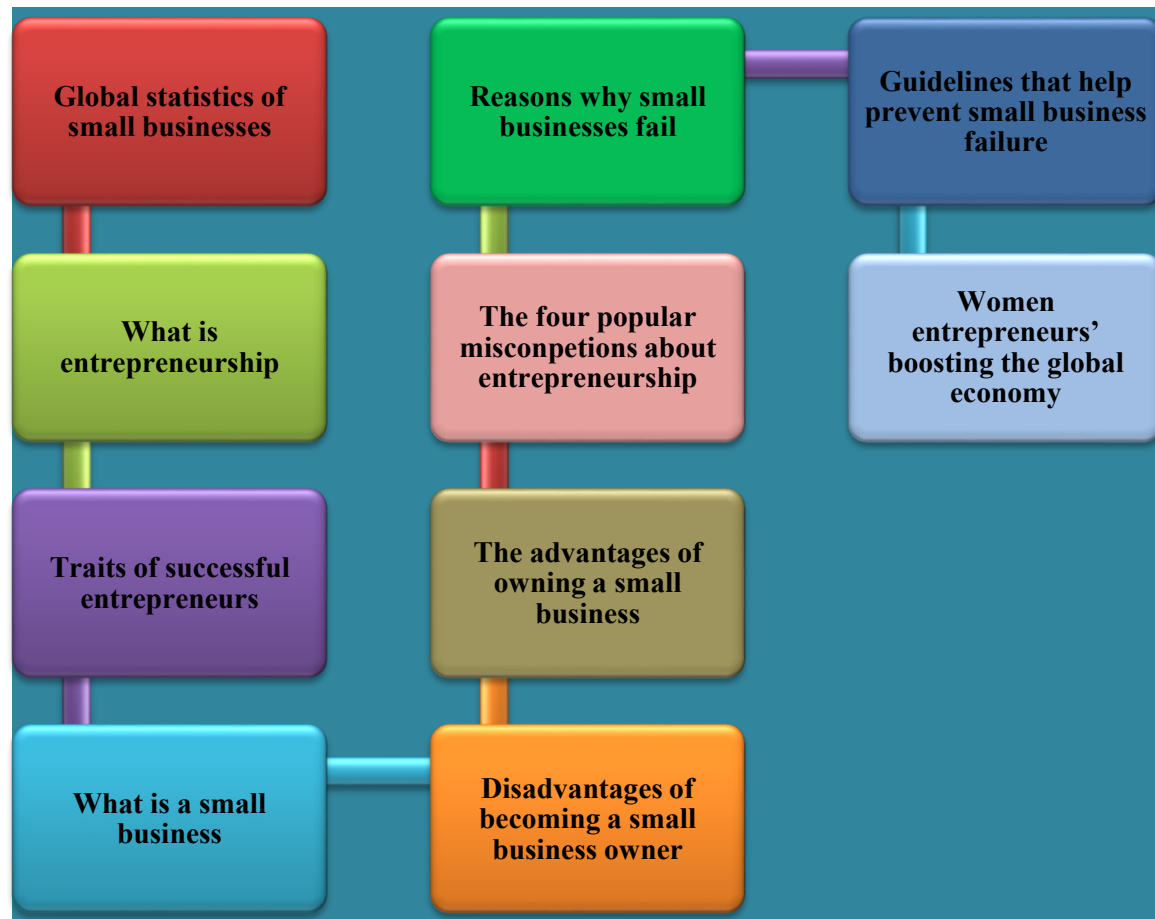 Global statistics of
small businesses
What is
entrepreneurship
Traits of successful
entrepreneurs
What is a small
business
Disadvantages of
becoming a small
business owner
The advantages of
owning a small
business
The four popular
misconpetions about
entrepreneurship
Reasons why small
businesses fail
Guidelines that help
prevent small business
failure
Women
entrepreneurs’
boosting the global
economy